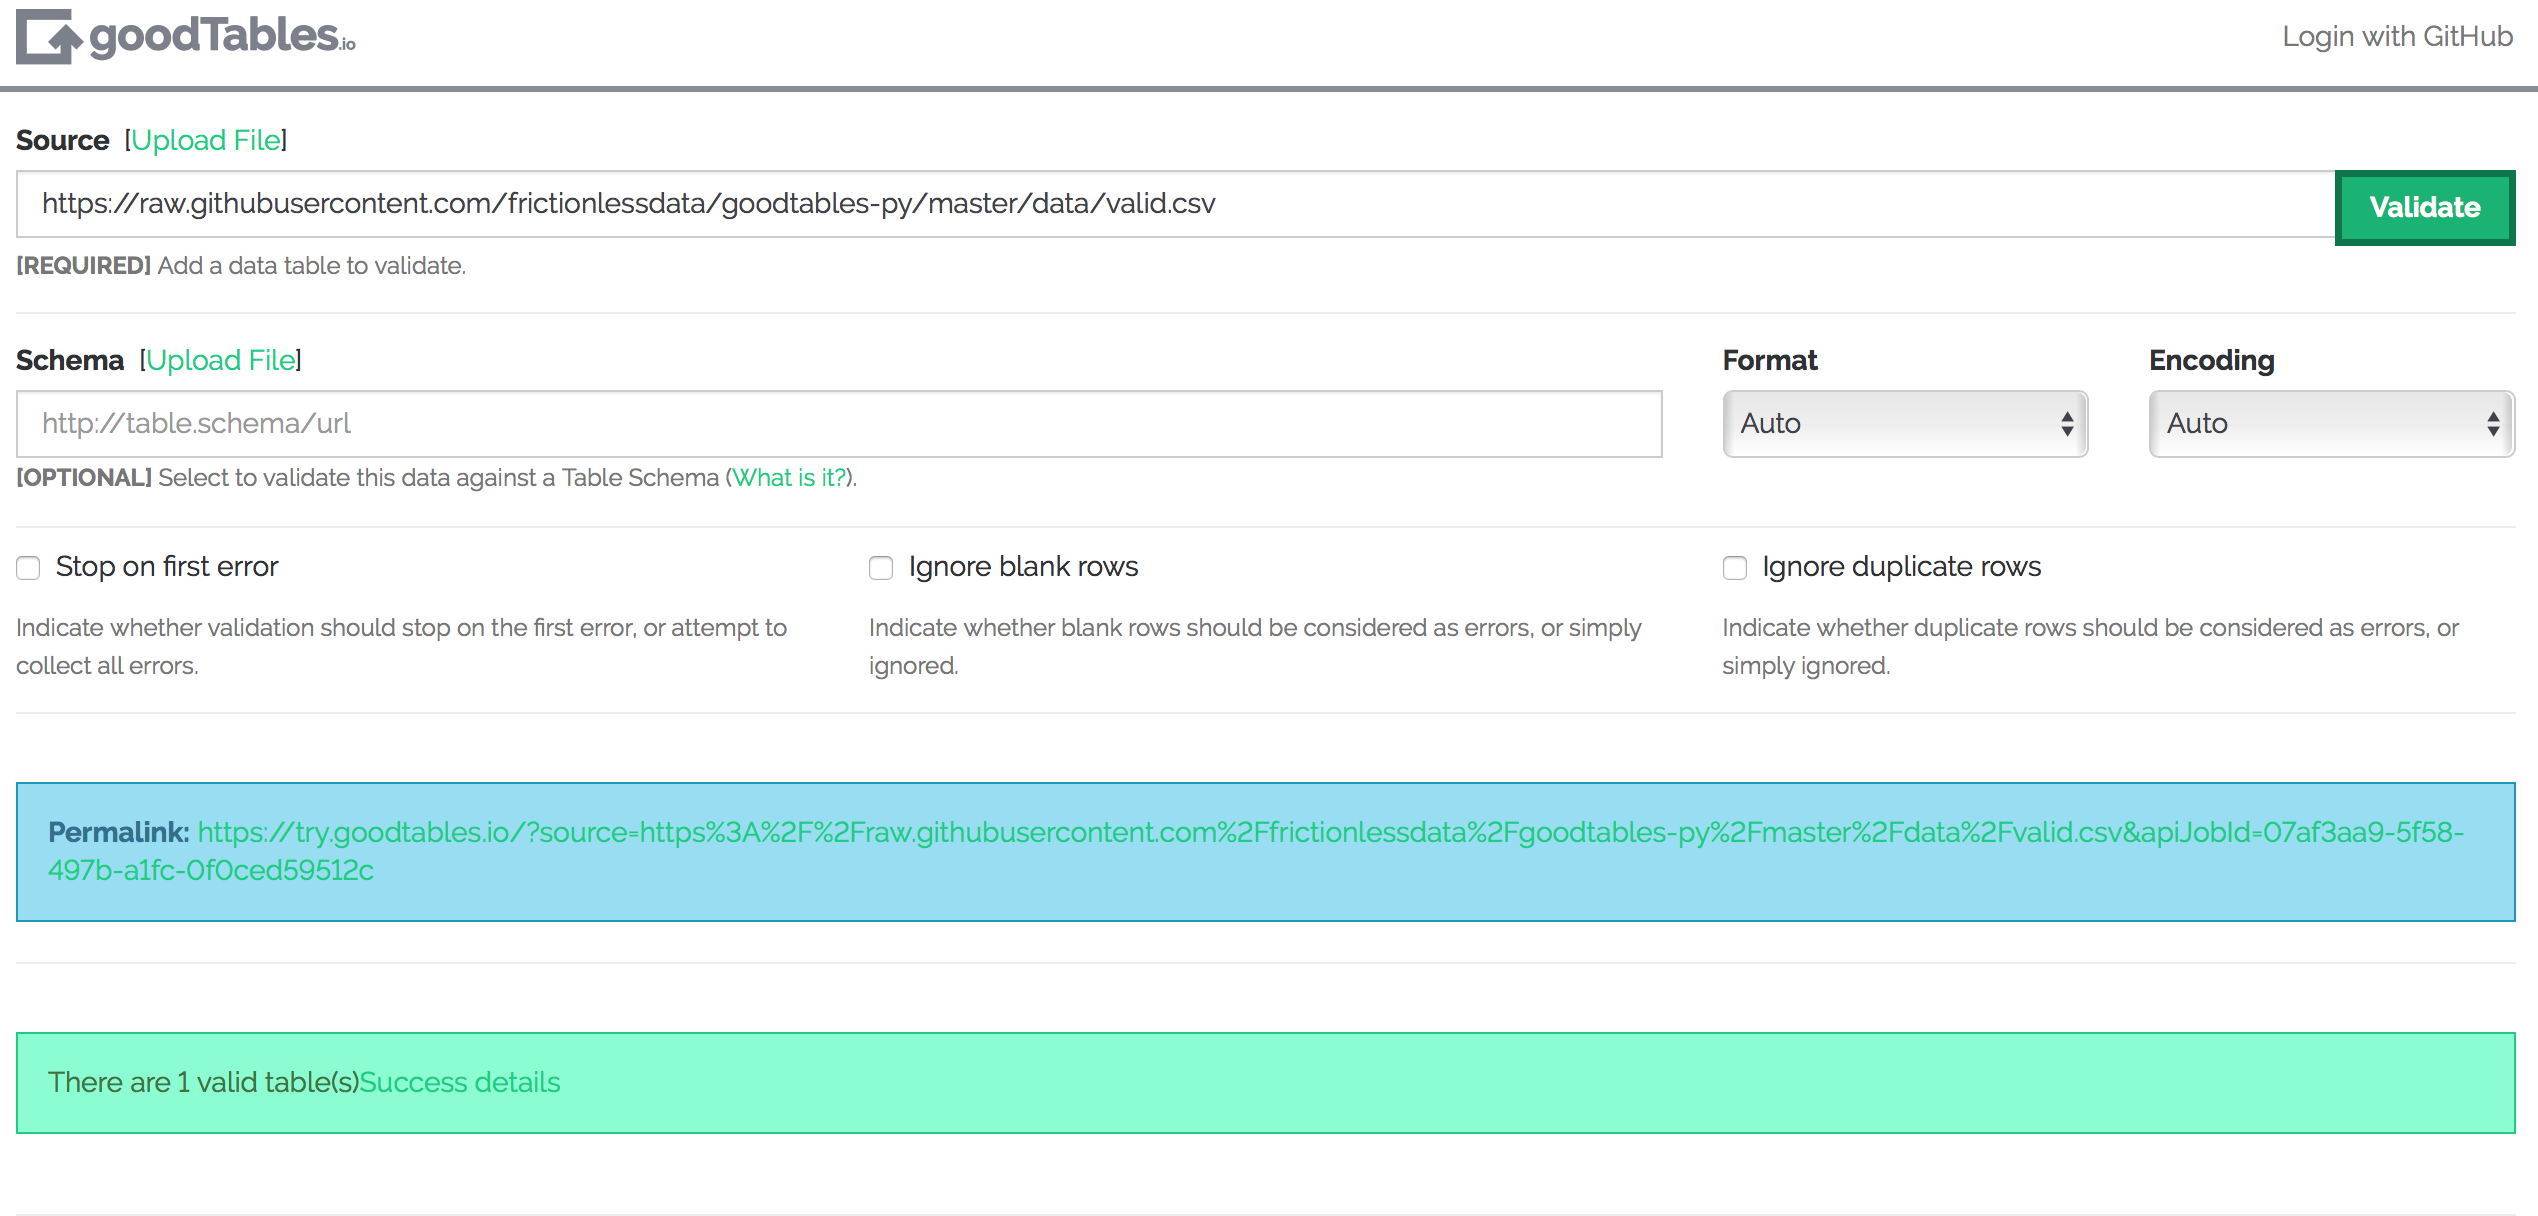 goodTables.io
Login with GitHub
Source [Upload File]
https://raw.githubusercontent.com/frictionlessdata/goodtables-py/master/data/valid.csv
Validate
[REQUIRED] Add a data table to validate.
Schema [Upload File]
Format
Encoding
http://table.schema/url
Auto
Auto
[OPTIONAL] Select to validate this data against a Table Schema (What is it?).
Stop on first error
Indicate whether validation should stop on the first error, or attempt to
collect all errors.
Ignore blank rows
Indicate whether blank rows should be considered as errors, or simply
ignored.
Ignore duplicate rows
Indicate whether duplicate rows should be considered as errors, or
simply ignored.
Permalink: https://try.goodtables.io/?source=https%3A%2F%2Fraw.githubusercontent.com%2Ffrictionlessdata%2Fgoodtables-py%2Fmaster%2Fdata%2Fvalid.csv&apiJobId=07af3aa9-5f58-
497b-a1fc-0f0ced59512c
There are 1 valid table(s)Success details